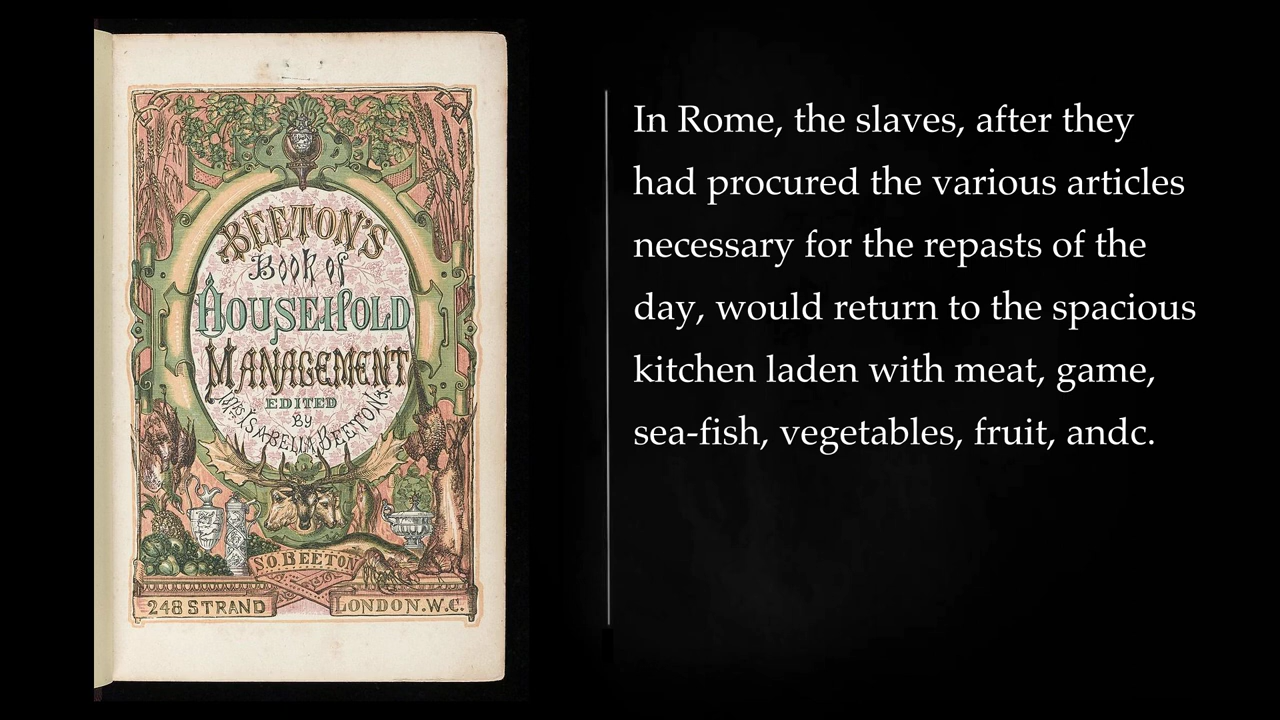 BEETON'S
Book of
HOUSEHOLD
MANAGEMENT
EDITED
BY
MRS ISABELLA BEETON
S.O. BEETON
248 STRAND
LONDON. W.C.
In Rome, the slaves, after they
had procured the various articles
necessary for the repasts of the
day, would return to the spacious
kitchen laden with meat, game,
sea-fish, vegetables, fruit, andc.